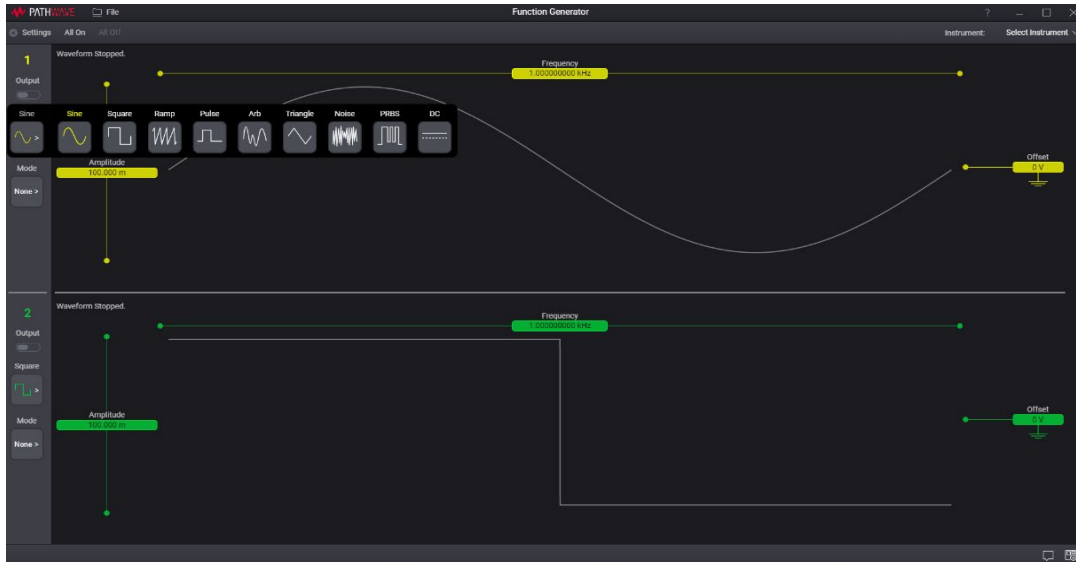 PATHWAVE File Function Generator ?
Settings All On All Off Instrument: Select Instrument
1 Waveform Stopped.
Frequency
1.000000000 kHz
Output
Sine Sine Square Ramp Pulse Arb Triangle Noise PRBS DC
>
Mode
Amplitude
100.000 m
Offset
0 V
None >
2 Waveform Stopped.
Frequency
1.000000000 kHz
Output
Square
>
Mode
Amplitude
100.000 m
Offset
0 V
None >